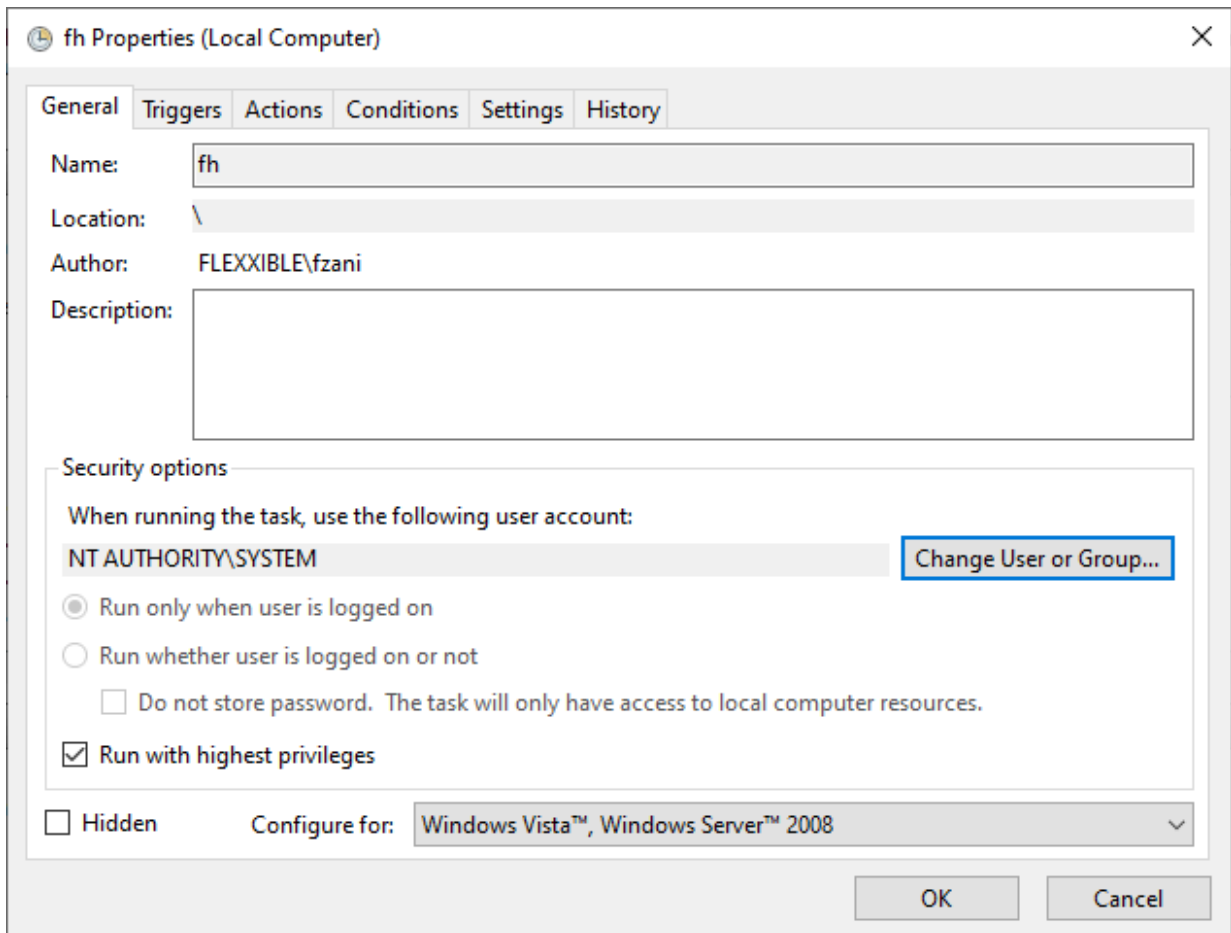 fh Properties (Local Computer)
General Triggers Actions Conditions Settings History
Name: fh
Location: \
Author: FLEXXIBLE\fzani
Description:
Security options
When running the task, use the following user account:
NT AUTHORITY\SYSTEM Change User or Group...
Run only when user is logged on
Run whether user is logged on or not
Do not store password. The task will only have access to local computer resources.
Run with highest privileges
Hidden Configure for: Windows Vista™, Windows Server™ 2008
OK Cancel